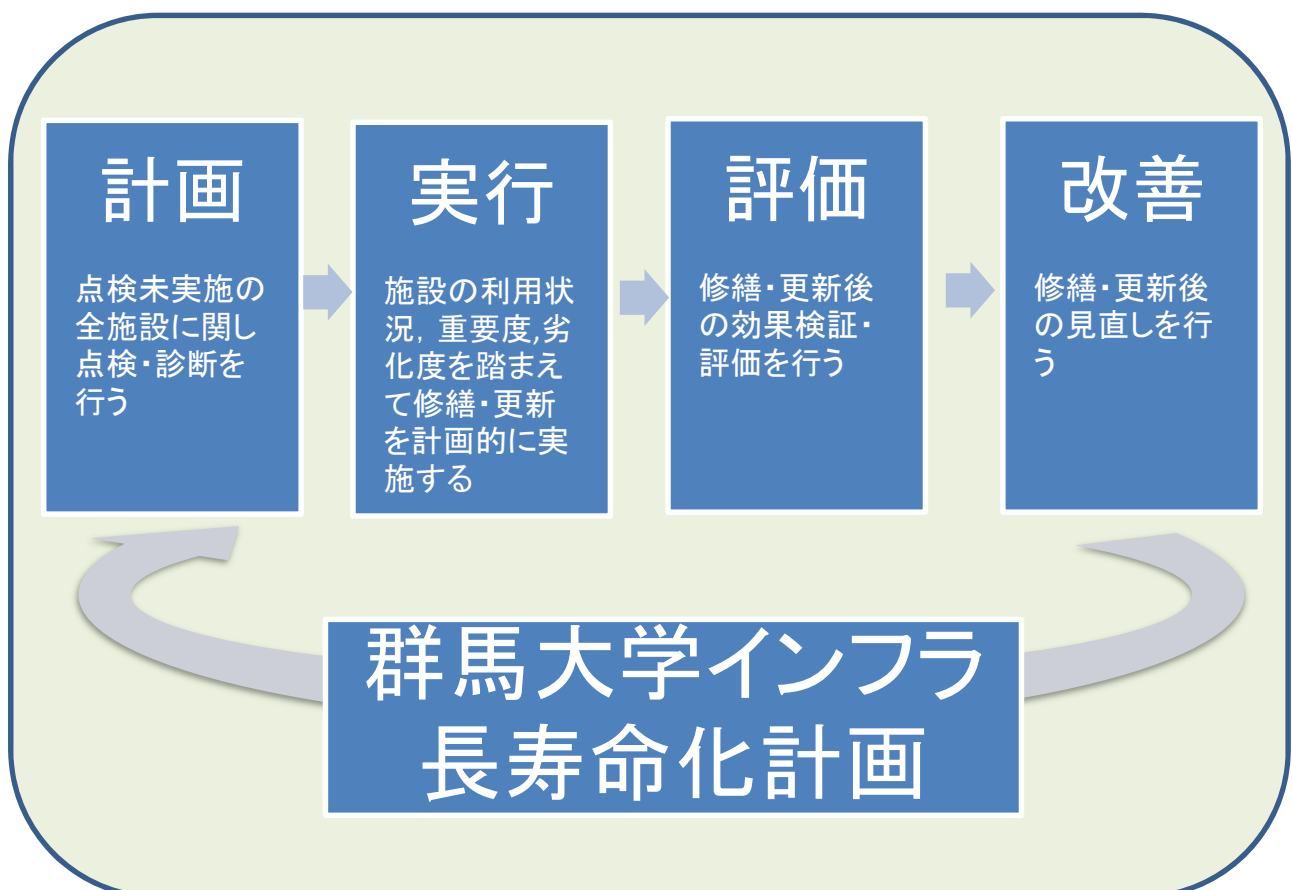 計画
点検未実施の
全施設に関し
点検・診断を
行う
実行
施設の利用状
況，重要度,劣
化度を踏まえ
て修繕・更新
を計画的に実
施する
評価
修繕・更新後
の効果検証・
評価を行う
改善
修繕・更新後
の見直しを行
う
群馬大学インフラ
長寿命化計画